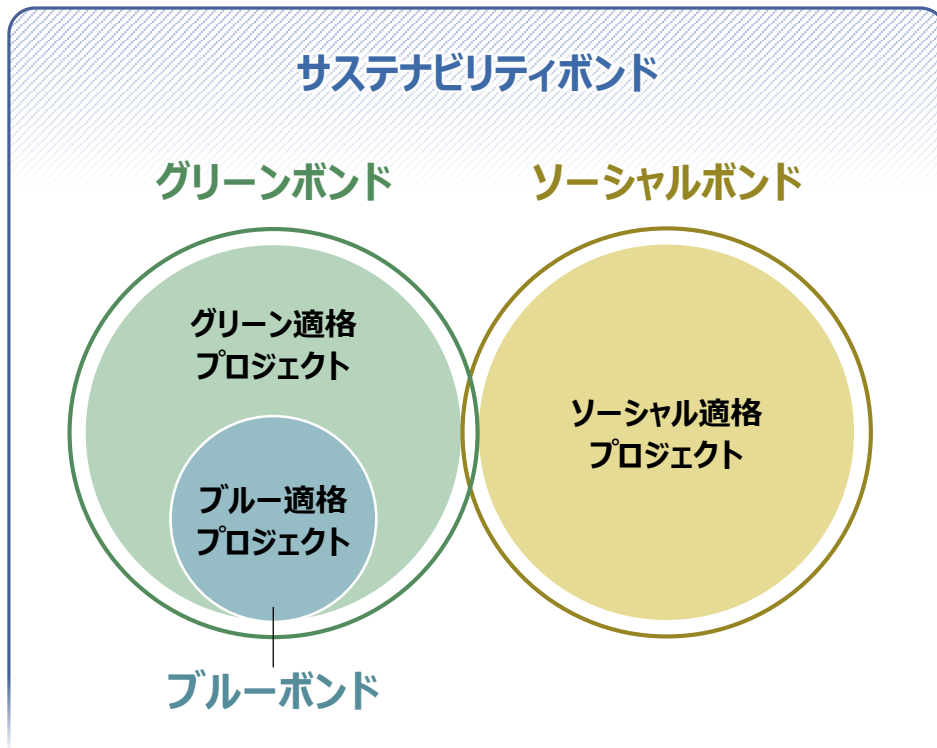 サステナビリティボンド
グリーンボンド
ソーシャルボンド
グリーン適格
プロジェクト
ソーシャル適格
プロジェクト
ブルー適格
プロジェクト
ブルーボンド